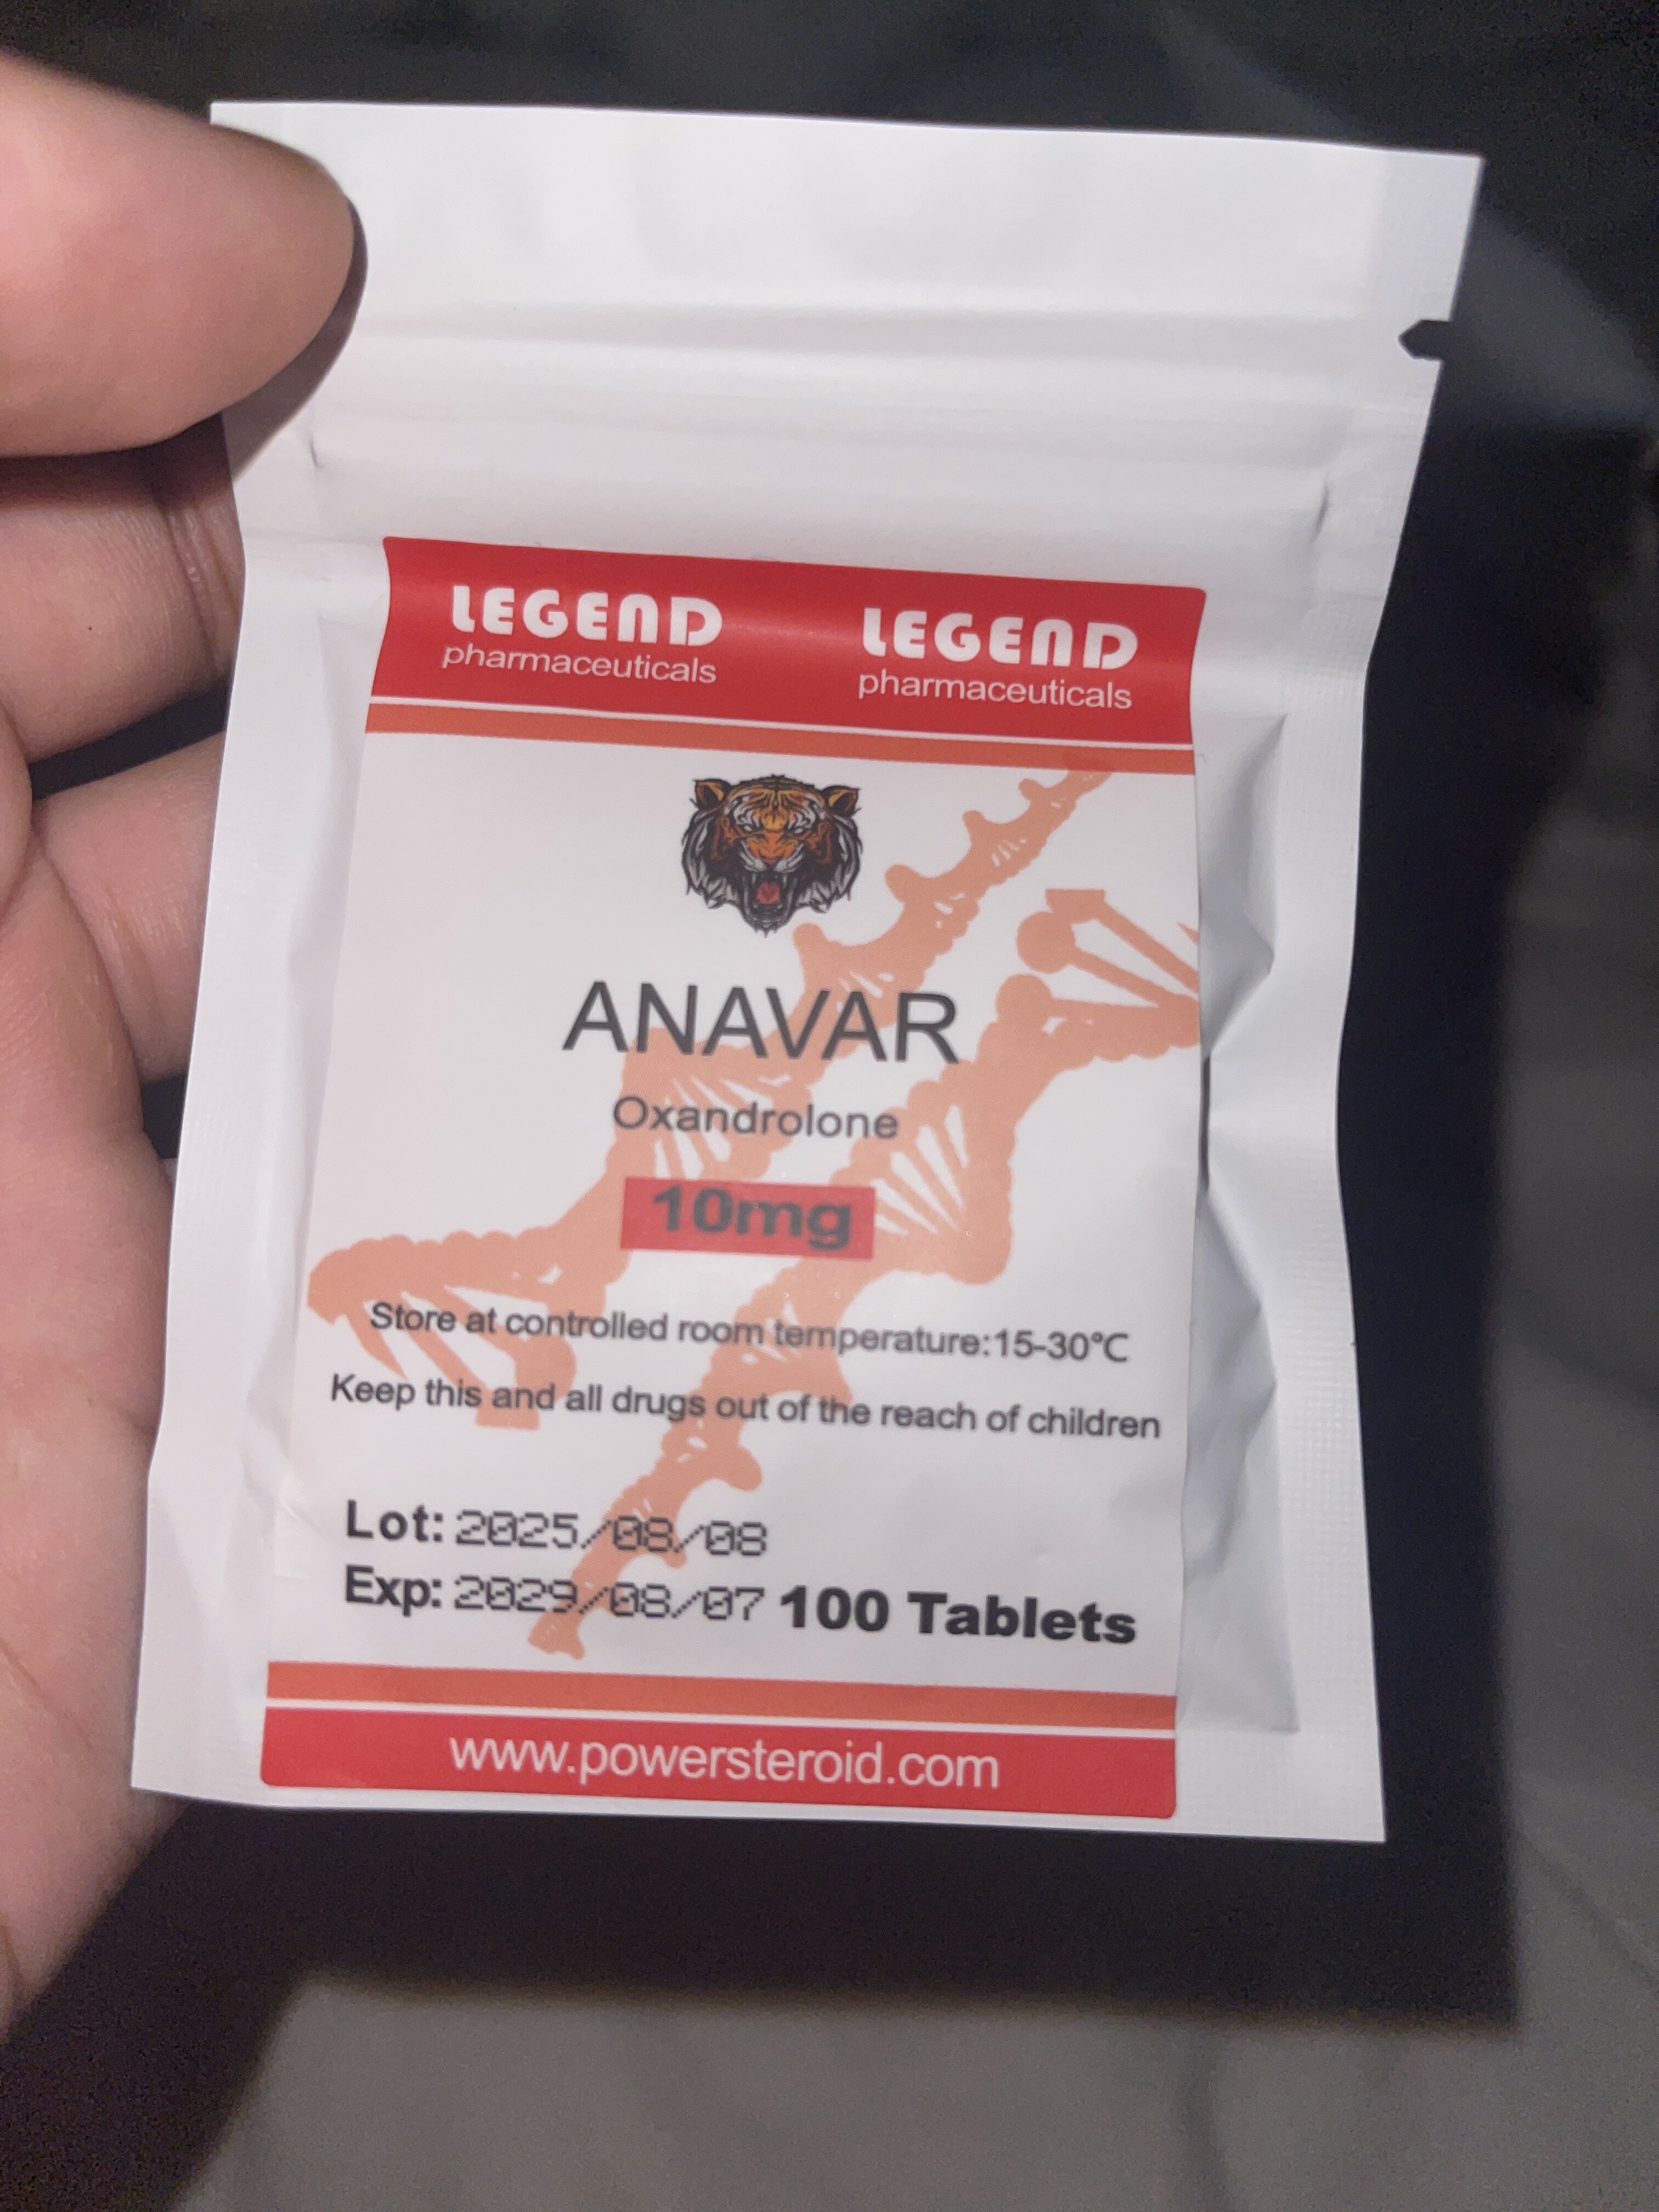 LEGEND LEGEND
pharmaceuticals pharmaceuticals
ANAVAR
Oxandrolone
10mg
Store at controlled room temperature:15-30°C
Keep this and all drugs out of the reach of children
Lot: 2025/08/08
Exp: 2029/08/07 100 Tablets
www.powersteroid.com